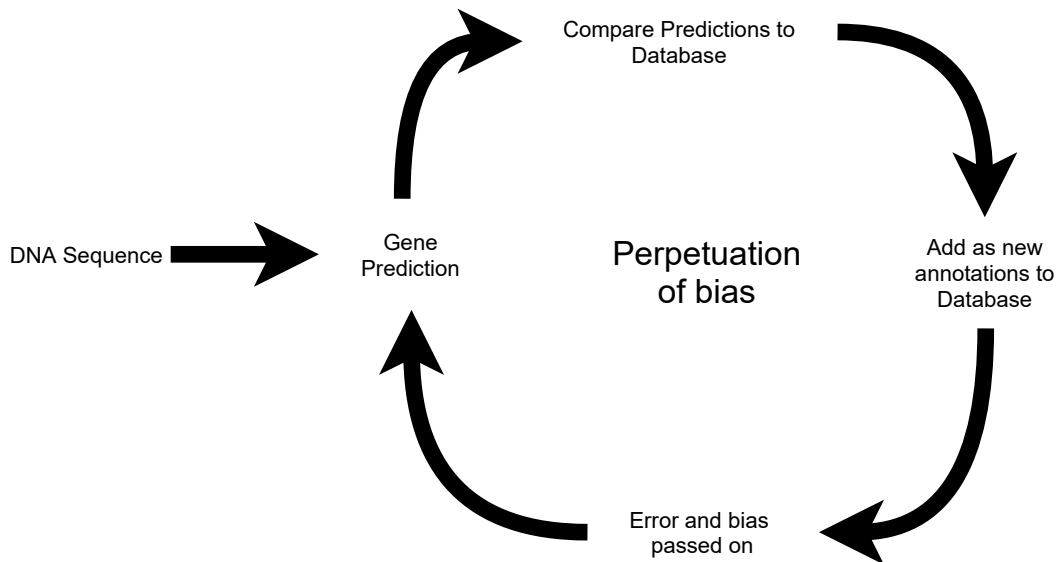 Compare Predictions to
Database
DNA Sequence
Gene
Prediction
Perpetuation
of bias
Add as new
annotations to
Database
Error and bias
passed on